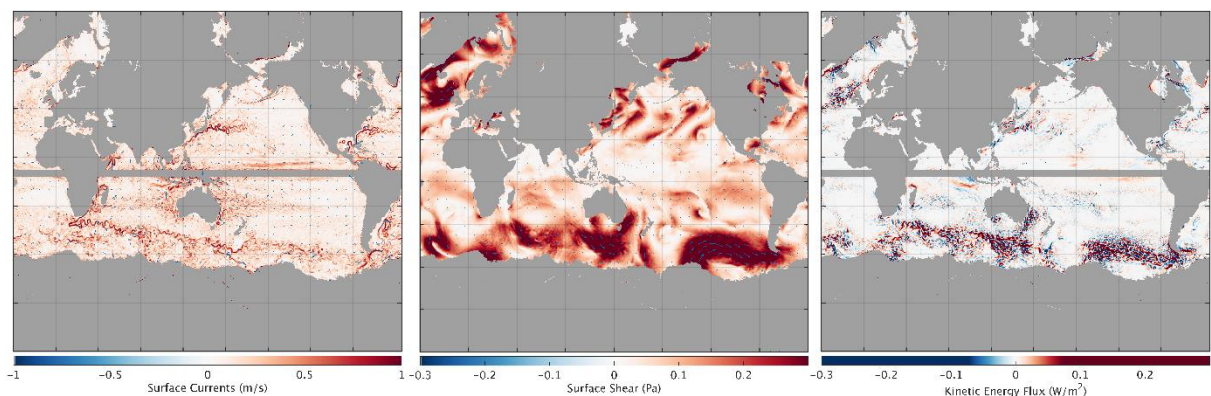 -1 -0.5 0 0.5 1
Surface Currents (m/s)
-0.3 -0.2 -0.1 0 0.1 0.2
Surface Shear (Pa)
-0.3 -0.2 -0.1 0 0.1 0.2
Kinetic Energy Flux (W/m²)